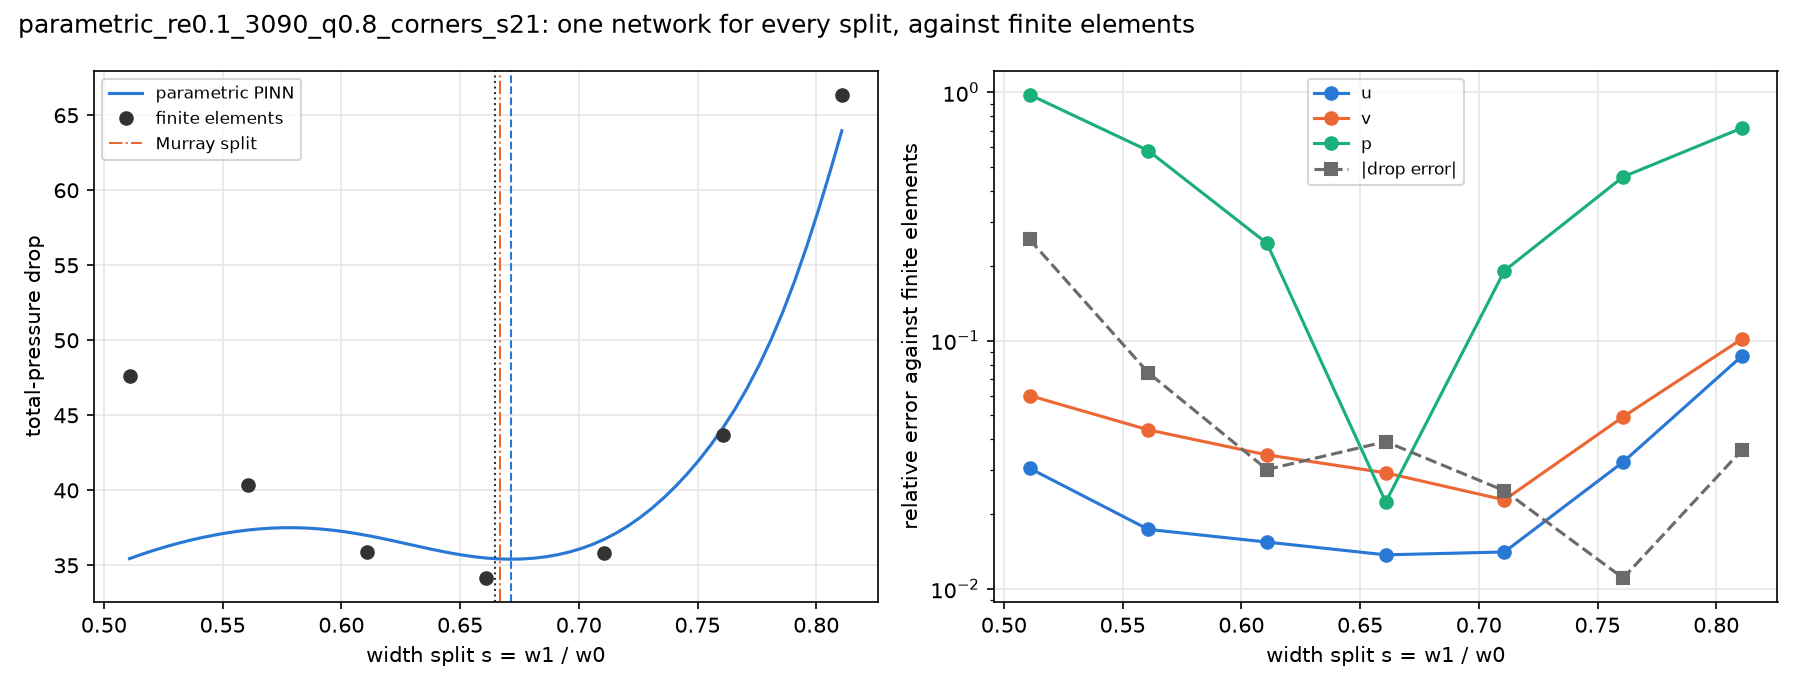 parametric_re0.1_3090_q0.8_corners_s21: one network for every split, against finite elements
total-pressure drop
65
60
55
50
45
40
35
parametric PINN
finite elements
Murray split
0.50 0.55 0.60 0.65 0.70 0.75 0.80
width split s = w1 / w0
relative error against finite elements
10⁰
10⁻¹
10⁻²
u
v
p
|drop error|
0.50 0.55 0.60 0.65 0.70 0.75 0.80
width split s = w1 / w0